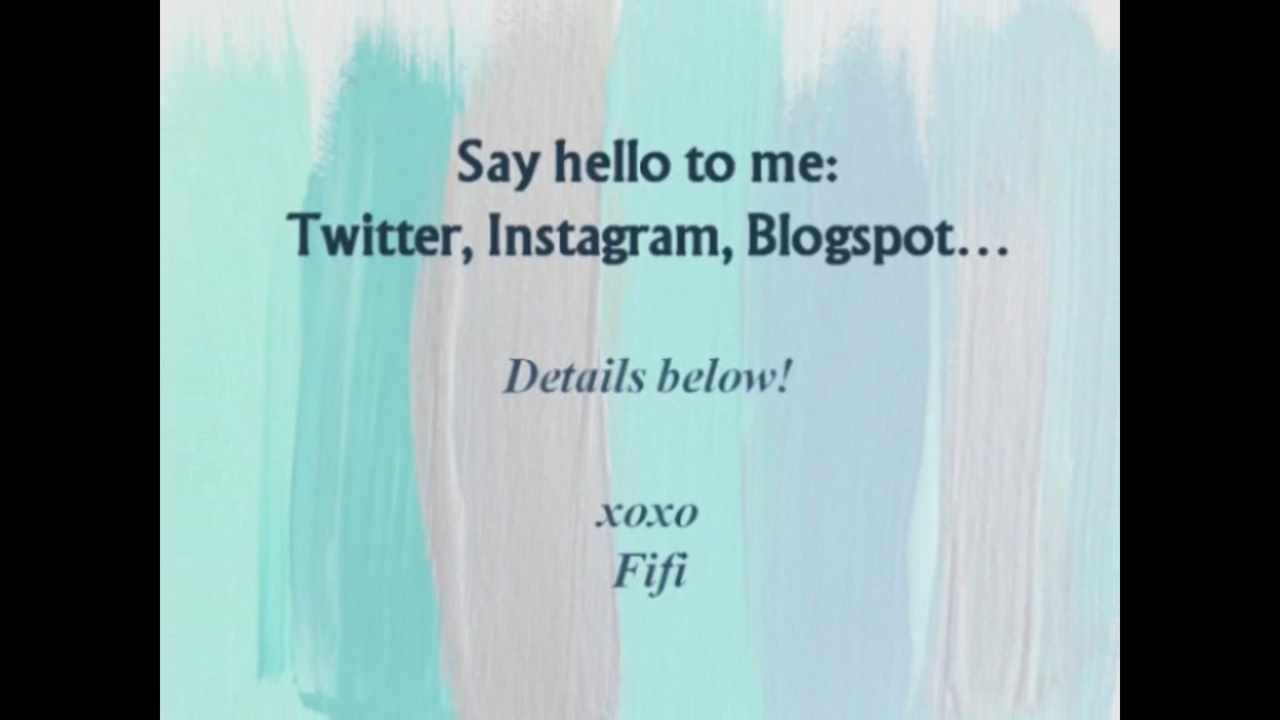 Say hello to me:
Twitter, Instagram, Blogspot…
Details below!
xoxo
Fifi